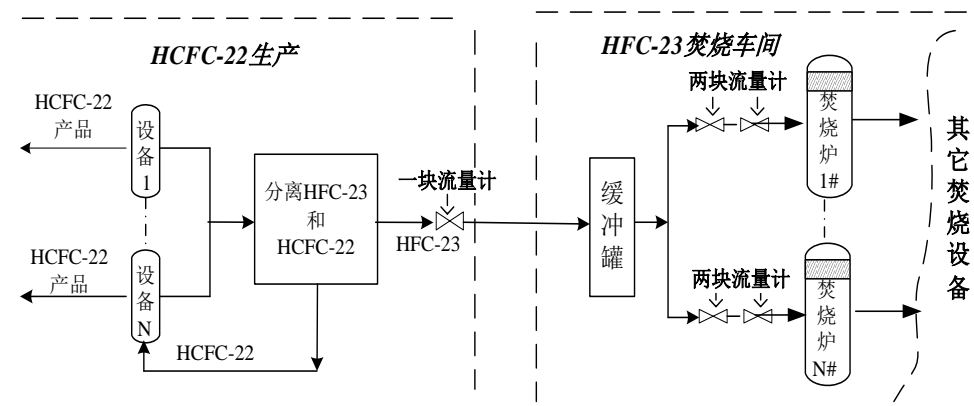 HCFC-22生产
HCFC-22
产品
设备1
HCFC-22
产品
设备N
分离HFC-23
和
HCFC-22
HCFC-22
一块流量计
HFC-23
HFC-23焚烧车间
缓冲罐
两块流量计
焚烧炉
1#
两块流量计
焚烧炉
N#
其它焚烧设备